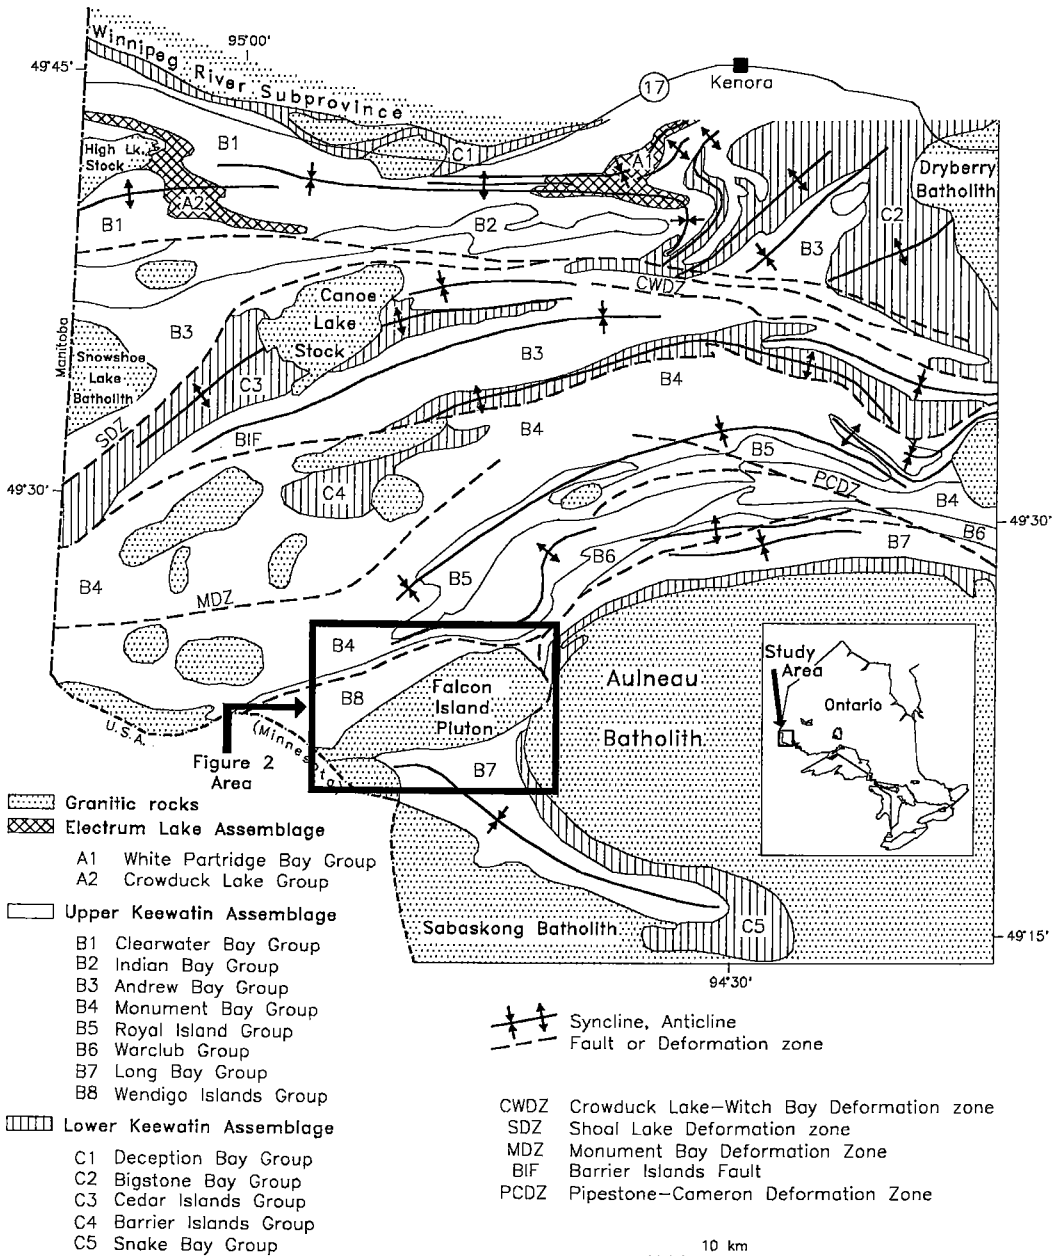 95°00'
49°45'
Winnipeg River Subprovince
17
Kenora
B1
C1
A1
High Lk.
Stock
A2
B1
B2
C2
Dryberry
Batholith
B3
CWDZ
Manitoba
B3
Canoe
Lake
Stock
Snowshoe
Lake
Batholith
C3
B3
B4
SDZ
BIF
B4
B5
49°30'
C4
PCDZ
B4
49°30'
B6
B7
B6
B5
B4
MDZ
B4
Falcon
Island
Pluton
B8
Aulneau
Batholith
U.S.A.
(Minnesota)
Figure 2
Area
B7
Study
Area
Ontario
Sabaskong Batholith
C5
49°15'
94°30'
Granitic rocks
Electrum Lake Assemblage
A1 White Partridge Bay Group
A2 Crowduck Lake Group
Upper Keewatin Assemblage
B1 Clearwater Bay Group
B2 Indian Bay Group
B3 Andrew Bay Group
B4 Monument Bay Group
B5 Royal Island Group
B6 Warclub Group
B7 Long Bay Group
B8 Wendigo Islands Group
Lower Keewatin Assemblage
C1 Deception Bay Group
C2 Bigstone Bay Group
C3 Cedar Islands Group
C4 Barrier Islands Group
C5 Snake Bay Group
Syncline, Anticline
Fault or Deformation zone
CWDZ Crowduck Lake-Witch Bay Deformation zone
SDZ Shoal Lake Deformation zone
MDZ Monument Bay Deformation Zone
BIF Barrier Islands Fault
PCDZ Pipestone-Cameron Deformation Zone
10 km